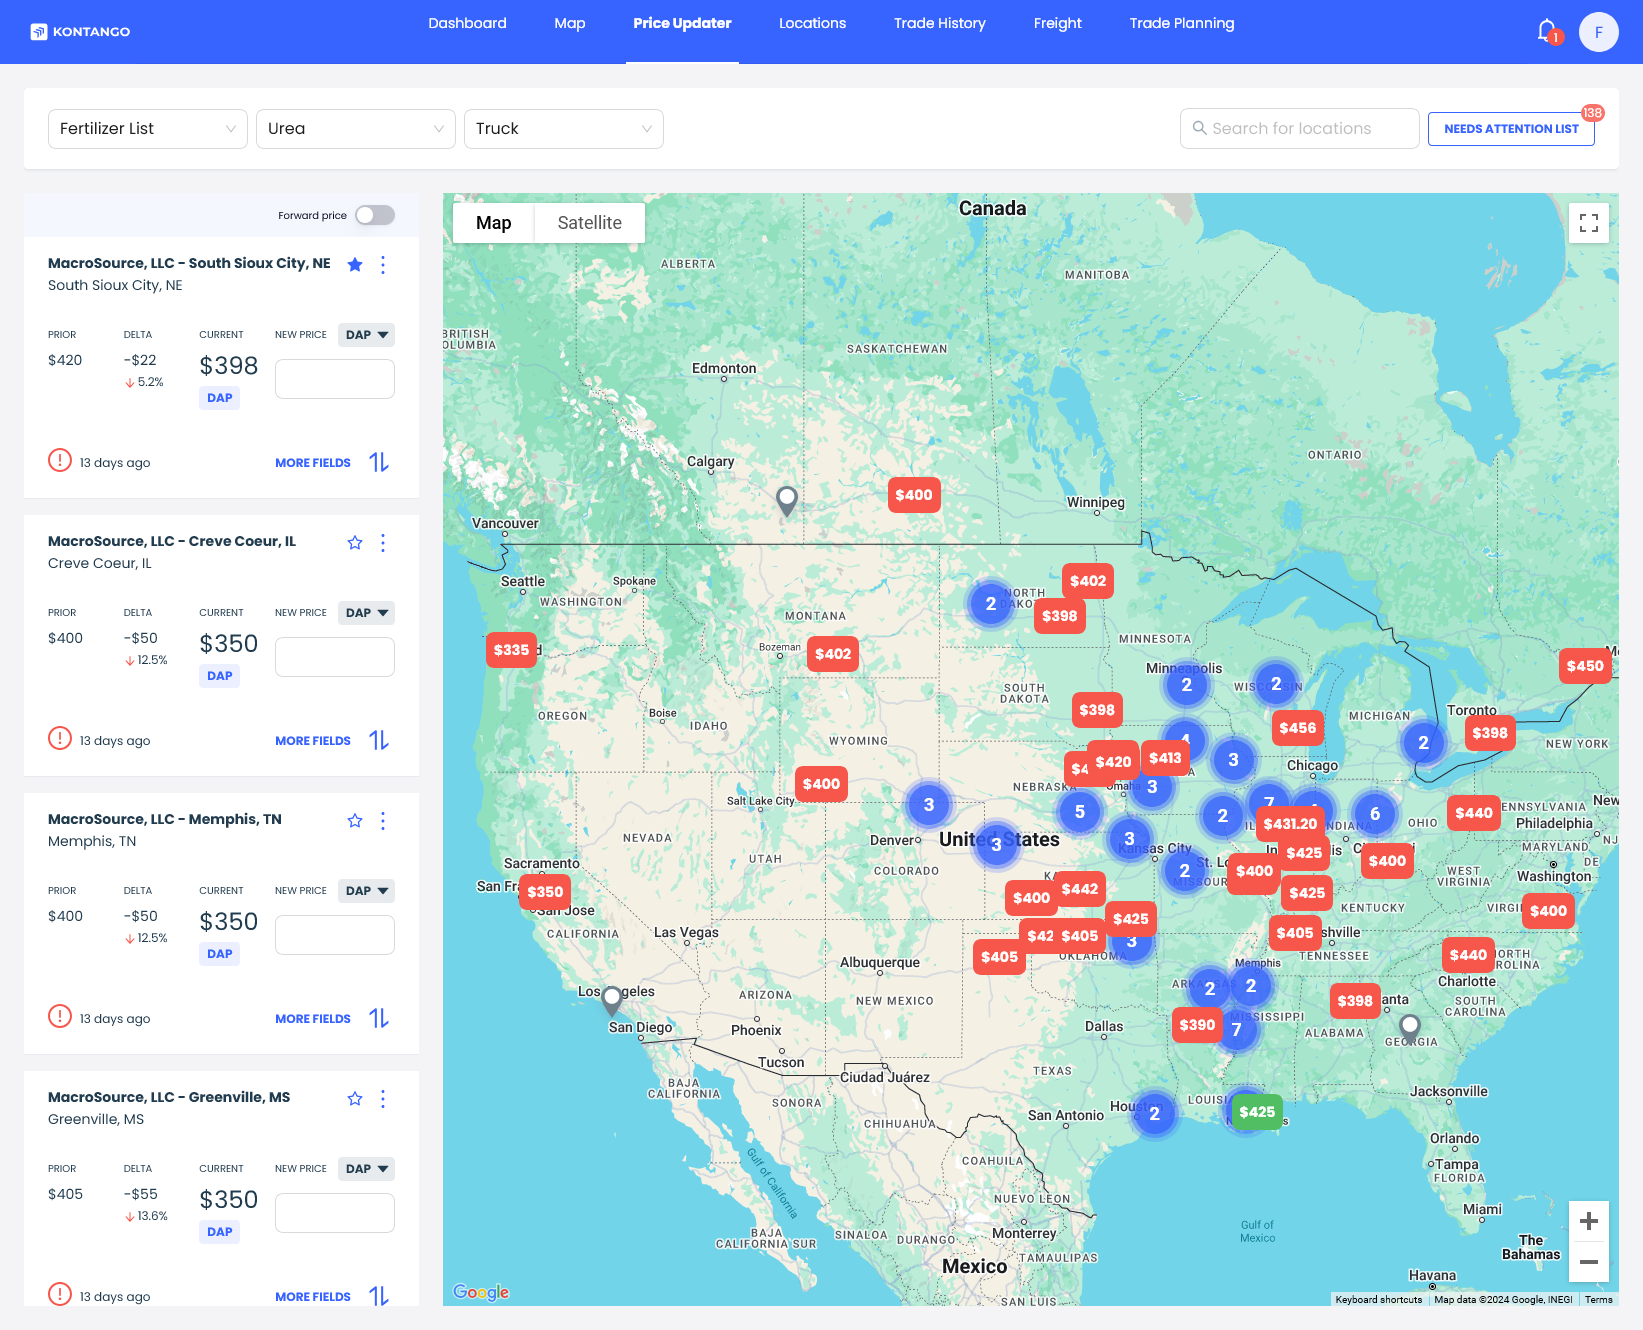 KONTANGO
Dashboard
Map
Price Updater
Locations
Trade History
Freight
Trade Planning
1
F
Fertilizer List
Urea
Truck
Search for locations
NEEDS ATTENTION LIST
138
Forward price
MacroSource, LLC - South Sioux City, NE
South Sioux City, NE
PRIOR DELTA CURRENT NEW PRICE DAP
$420 -$22 $398
5.2%
DAP
13 days ago MORE FIELDS
MacroSource, LLC - Creve Coeur, IL
Creve Coeur, IL
PRIOR DELTA CURRENT NEW PRICE DAP
$400 -$50 $350
12.5%
DAP
13 days ago MORE FIELDS
MacroSource, LLC - Memphis, TN
Memphis, TN
PRIOR DELTA CURRENT NEW PRICE DAP
$400 -$50 $350
12.5%
DAP
13 days ago MORE FIELDS
MacroSource, LLC - Greenville, MS
Greenville, MS
PRIOR DELTA CURRENT NEW PRICE DAP
$405 -$55 $350
13.6%
DAP
13 days ago MORE FIELDS
Map
Satellite
Canada
ALBERTA
MANITOBA
BRITISH
COLUMBIA
SASKATCHEWAN
Edmonton
Calgary
ONTARIO
$400
Winnipeg
Vancouver
Seattle
Spokane
WASHINGTON
$402
2
NORTH
$398
MONTANA
MINNESOTA
$335
Bozeman
$402
$450
Minneapolis
2
2
WISCONSIN
SOUTH
DAKOTA
$398
OREGON
Boise
IDAHO
MICHIGAN
Toronto
$456
$398
2
WYOMING
4
NEW YORK
$420
$413
3
Chicago
$400
NEBRASKA
Omaha
3
Salt Lake City
3
5
2
7
6
OHIO
$440
PENNSYLVANIA
New
Philadelphia
$431.20
NEVADA
Denver
United States
3
3
Kansas City
NJ
MARYLAND
DE
$425
$400
UTAH
COLORADO
Sacramento
2
$400
WEST
VIRGINIA
Washington
$350
San Jose
$400
$442
$425
KENTUCKY
$400
$425
CALIFORNIA
Las Vegas
$405
3
$405
TENNESSEE
$405
OKLAHOMA
Albuquerque
Memphis
$440
Charlotte
2
2
Los Angeles
ARIZONA
NEW MEXICO
$398
SOUTH
CAROLINA
San Diego
Phoenix
Dallas
$390
7
MISSISSIPPI
ALABAMA
GEORGIA
Tucson
Ciudad Juárez
TEXAS
BAJA
CALIFORNIA
SONORA
CHIHUAHUA
San Antonio
Houston
2
$425
Jacksonville
Orlando
COAHUILA
Tampa
FLORIDA
Gulf of California
NUEVO LEON
Miami
BAJA
CALIFORNIA SUR
SINALOA
DURANGO
Monterrey
Gulf of
Mexico
The
Bahamas
TAMAULIPAS
Mexico
Havana
SAN LUIS
Google
Keyboard shortcuts
Map data ©2024 Google, INEGI
Terms